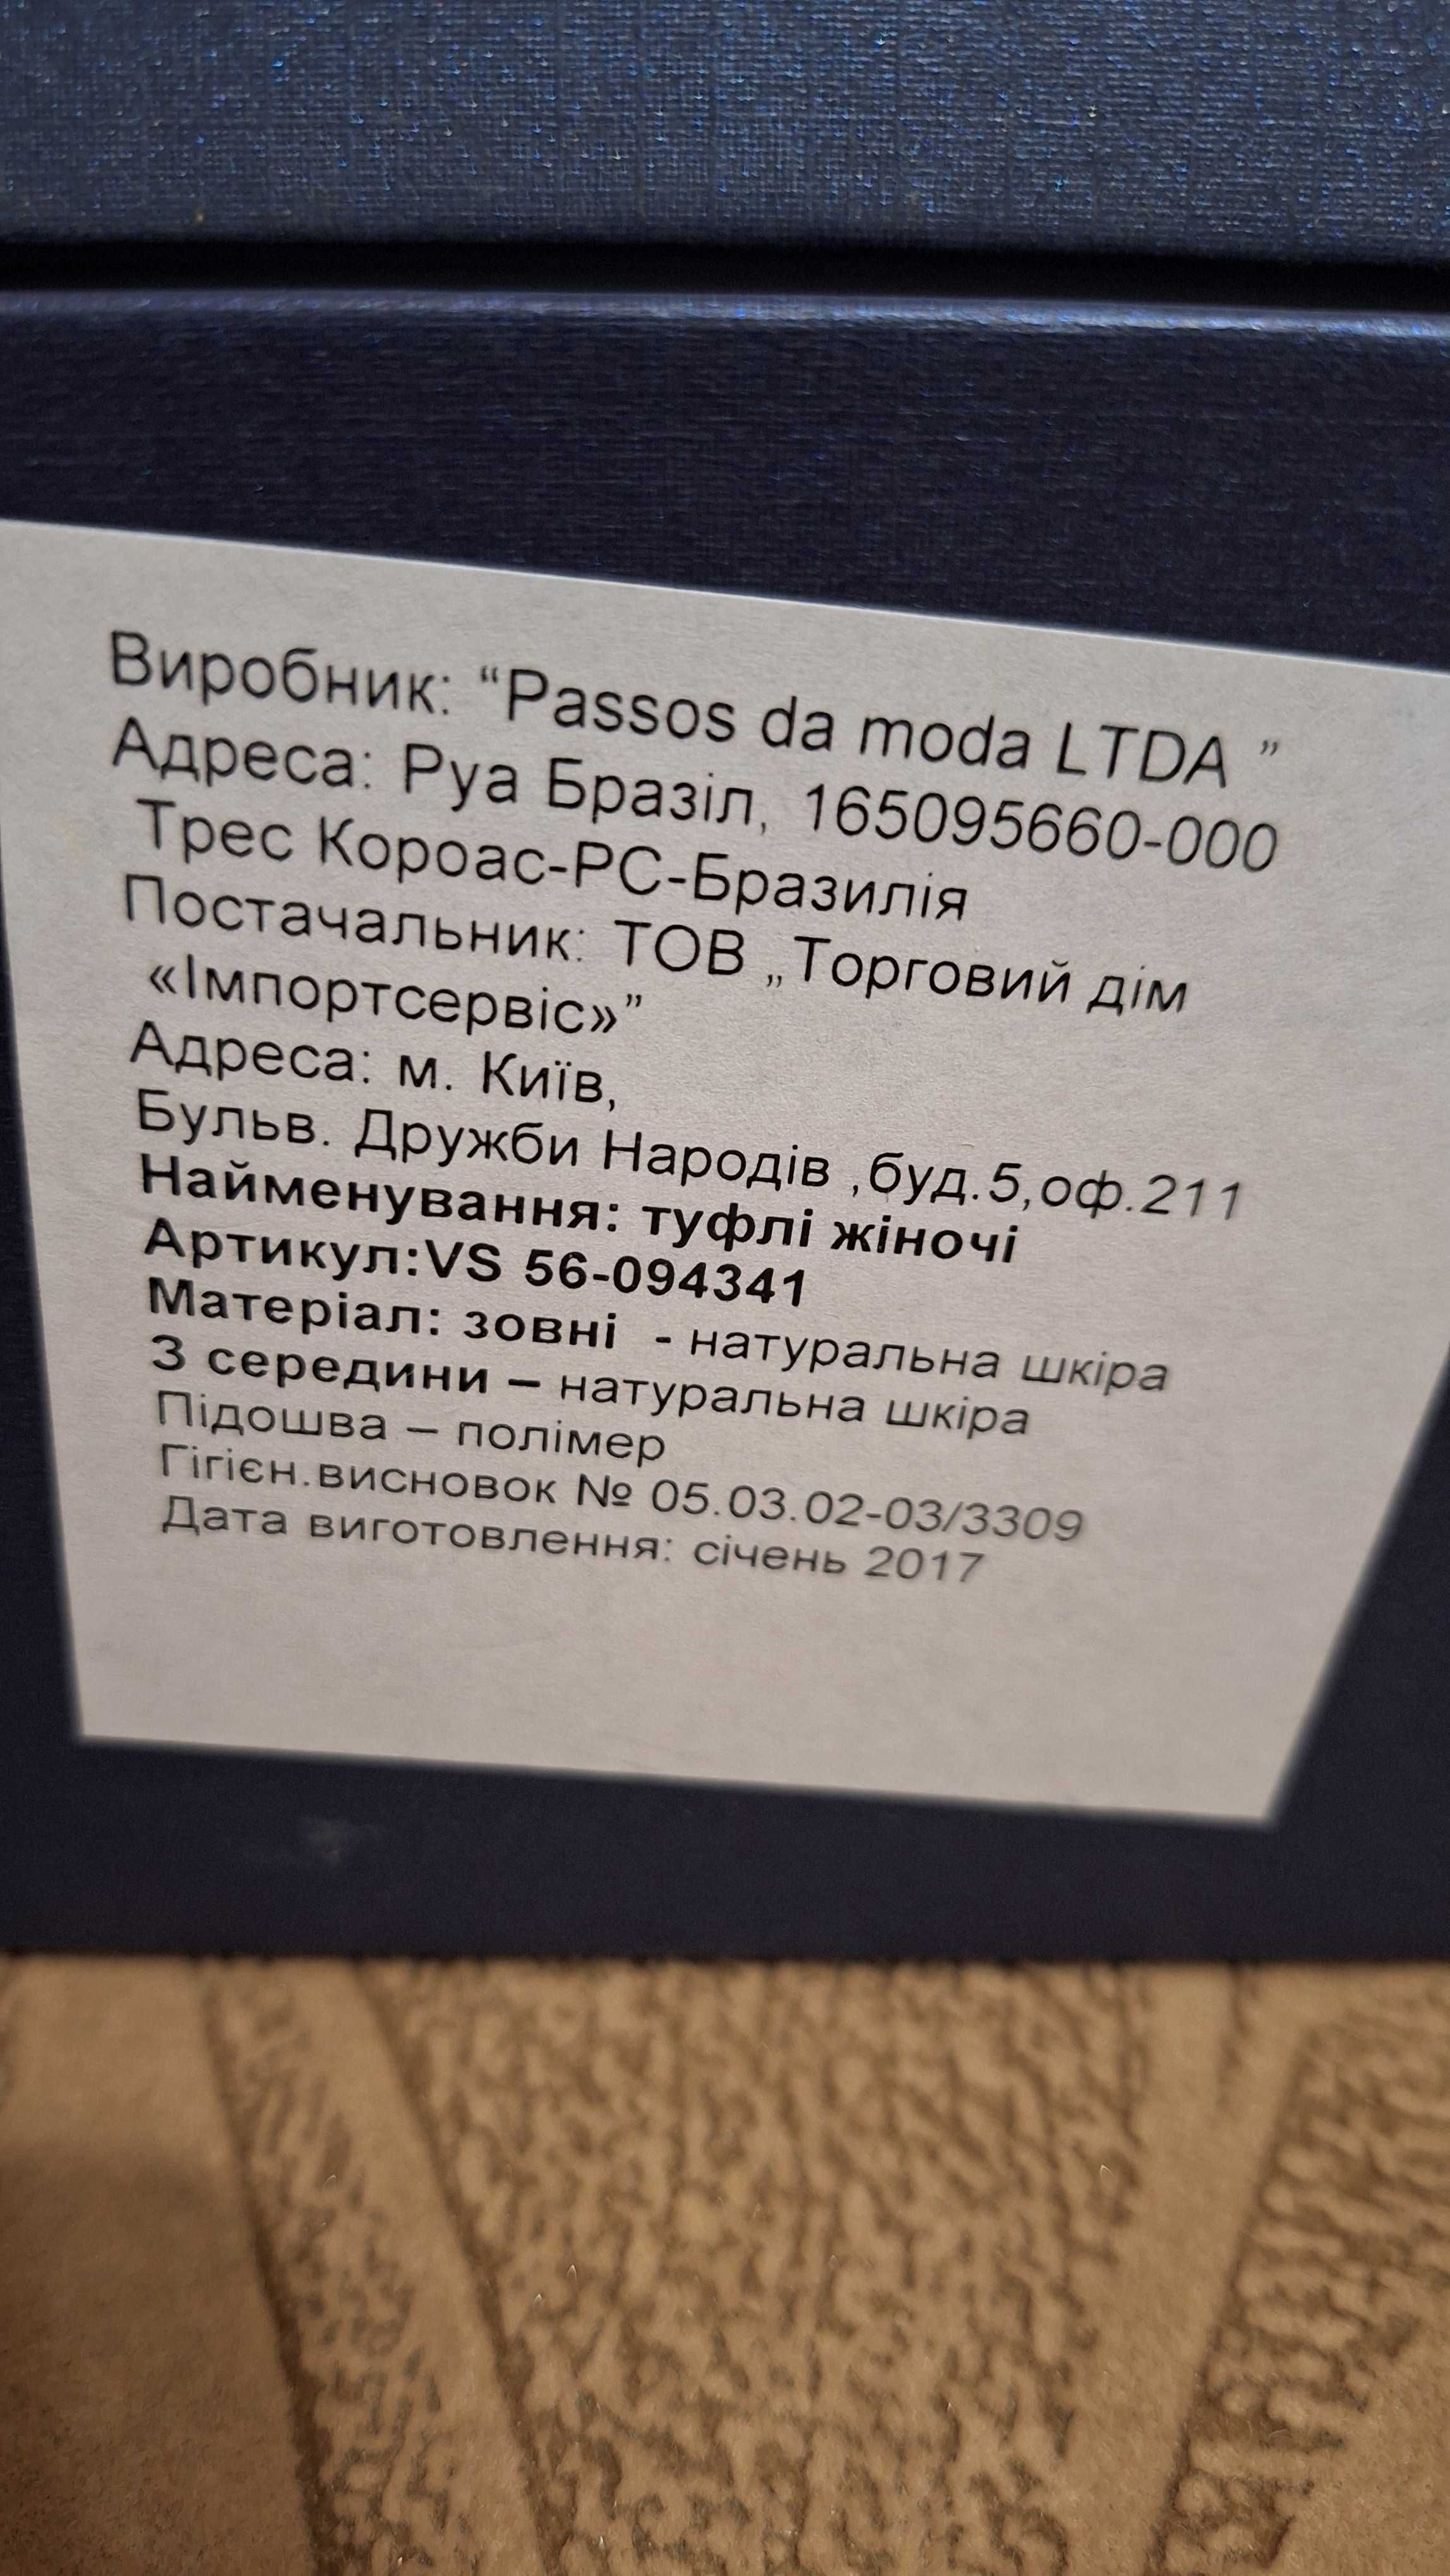 Виробник: “Passos da moda LTDA ”
Адреса: Руа Бразіл, 165095660-000
Трес Короас-РС-Бразилія
Постачальник: ТОВ „Торговий дім
«Імпортсервіс»”
Адреса: м. Київ,
Бульв. Дружби Народів ,буд.5,оф.211
Найменування: туфлі жіночі
Артикул:VS 56-094341
Матеріал: зовні - натуральна шкіра
З середини – натуральна шкіра
Підошва – полімер
Гігієн.висновок № 05.03.02-03/3309
Дата виготовлення: січень 2017